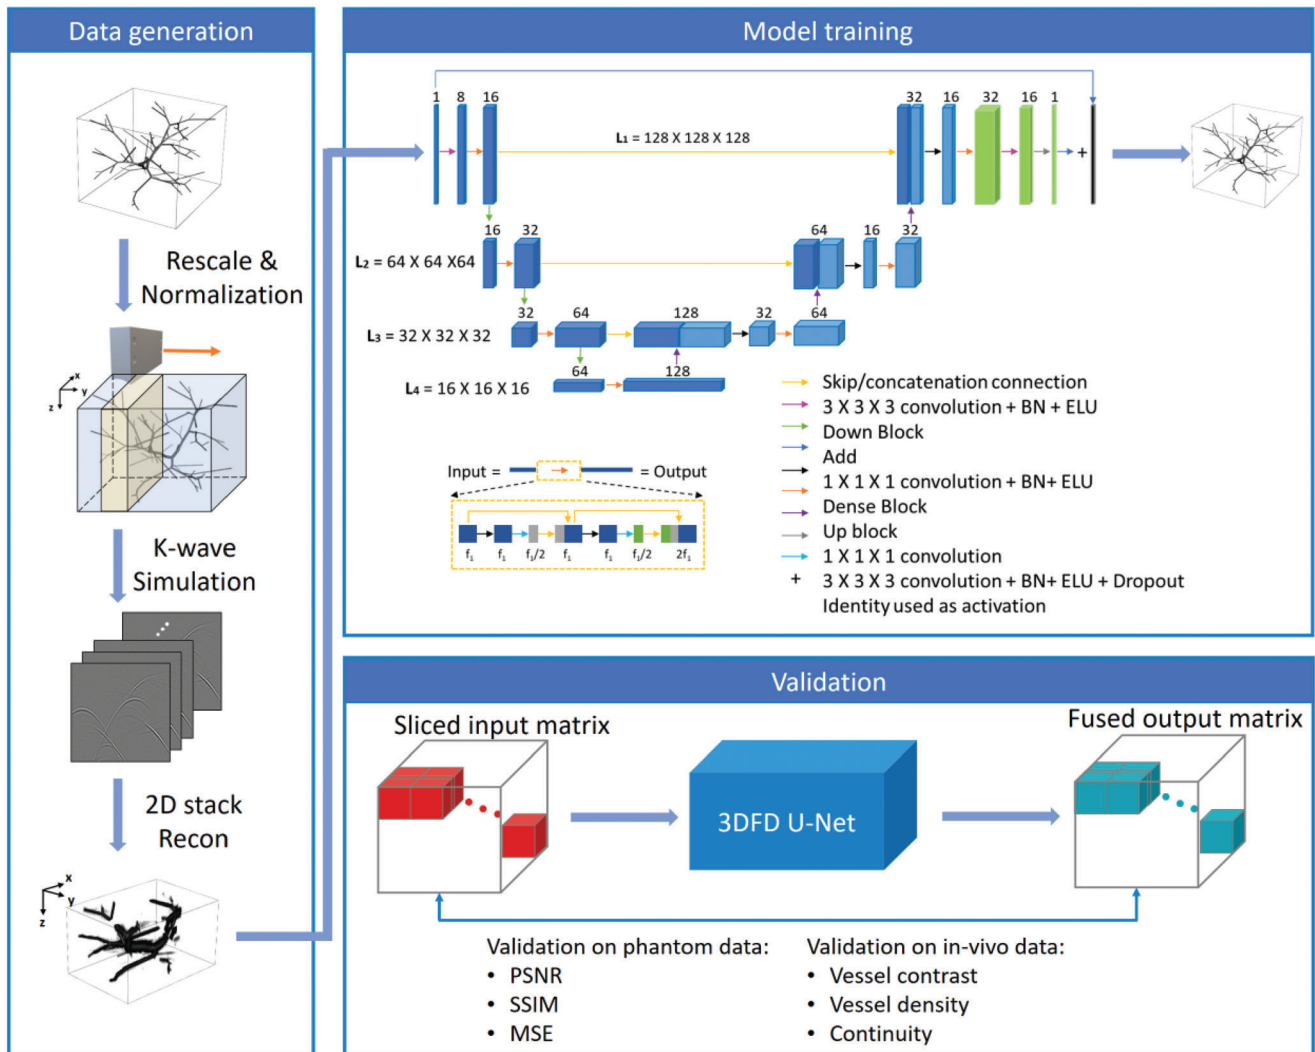 Data generation
Rescale &
Normalization
x
y
z
K-wave
Simulation
2D stack
Recon
x
y
z
Model training
1 8 16
L₁ = 128 X 128 X 128
32 16 32 16 1
+
16 32
L₂ = 64 X 64 X64
64 16 32
32 64 128 32 64
L₃ = 32 X 32 X 32
64 128
L₄ = 16 X 16 X 16
Input = = Output
f₁ f₁ f₁/2 f₁ f₁ f₁/2 2f₁
Skip/concatenation connection
3 X 3 X 3 convolution + BN + ELU
Down Block
Add
1 X 1 X 1 convolution + BN+ ELU
Dense Block
Up block
1 X 1 X 1 convolution
+ 3 X 3 X 3 convolution + BN+ ELU + Dropout
Identity used as activation
Validation
Sliced input matrix
3DFD U-Net
Fused output matrix
Validation on phantom data:
• PSNR
• SSIM
• MSE
Validation on in-vivo data:
• Vessel contrast
• Vessel density
• Continuity